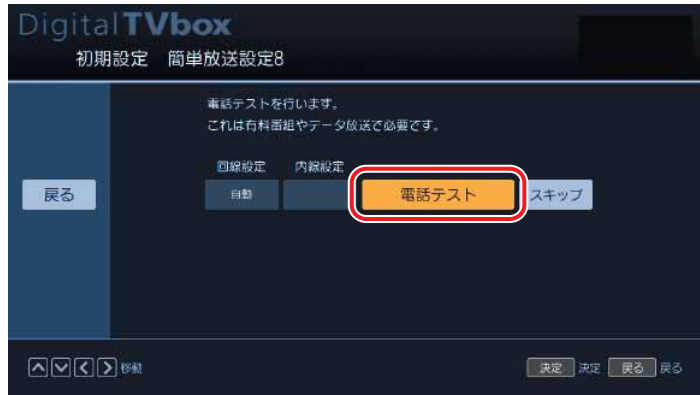 DigitalTVbox
初期設定 簡単放送設定8
電話テストを行います。
これは有料番組やデータ放送で必要です。
回線設定 内線設定
戻る 自動 電話テスト スキップ
移動 決定 決定 戻る 戻る